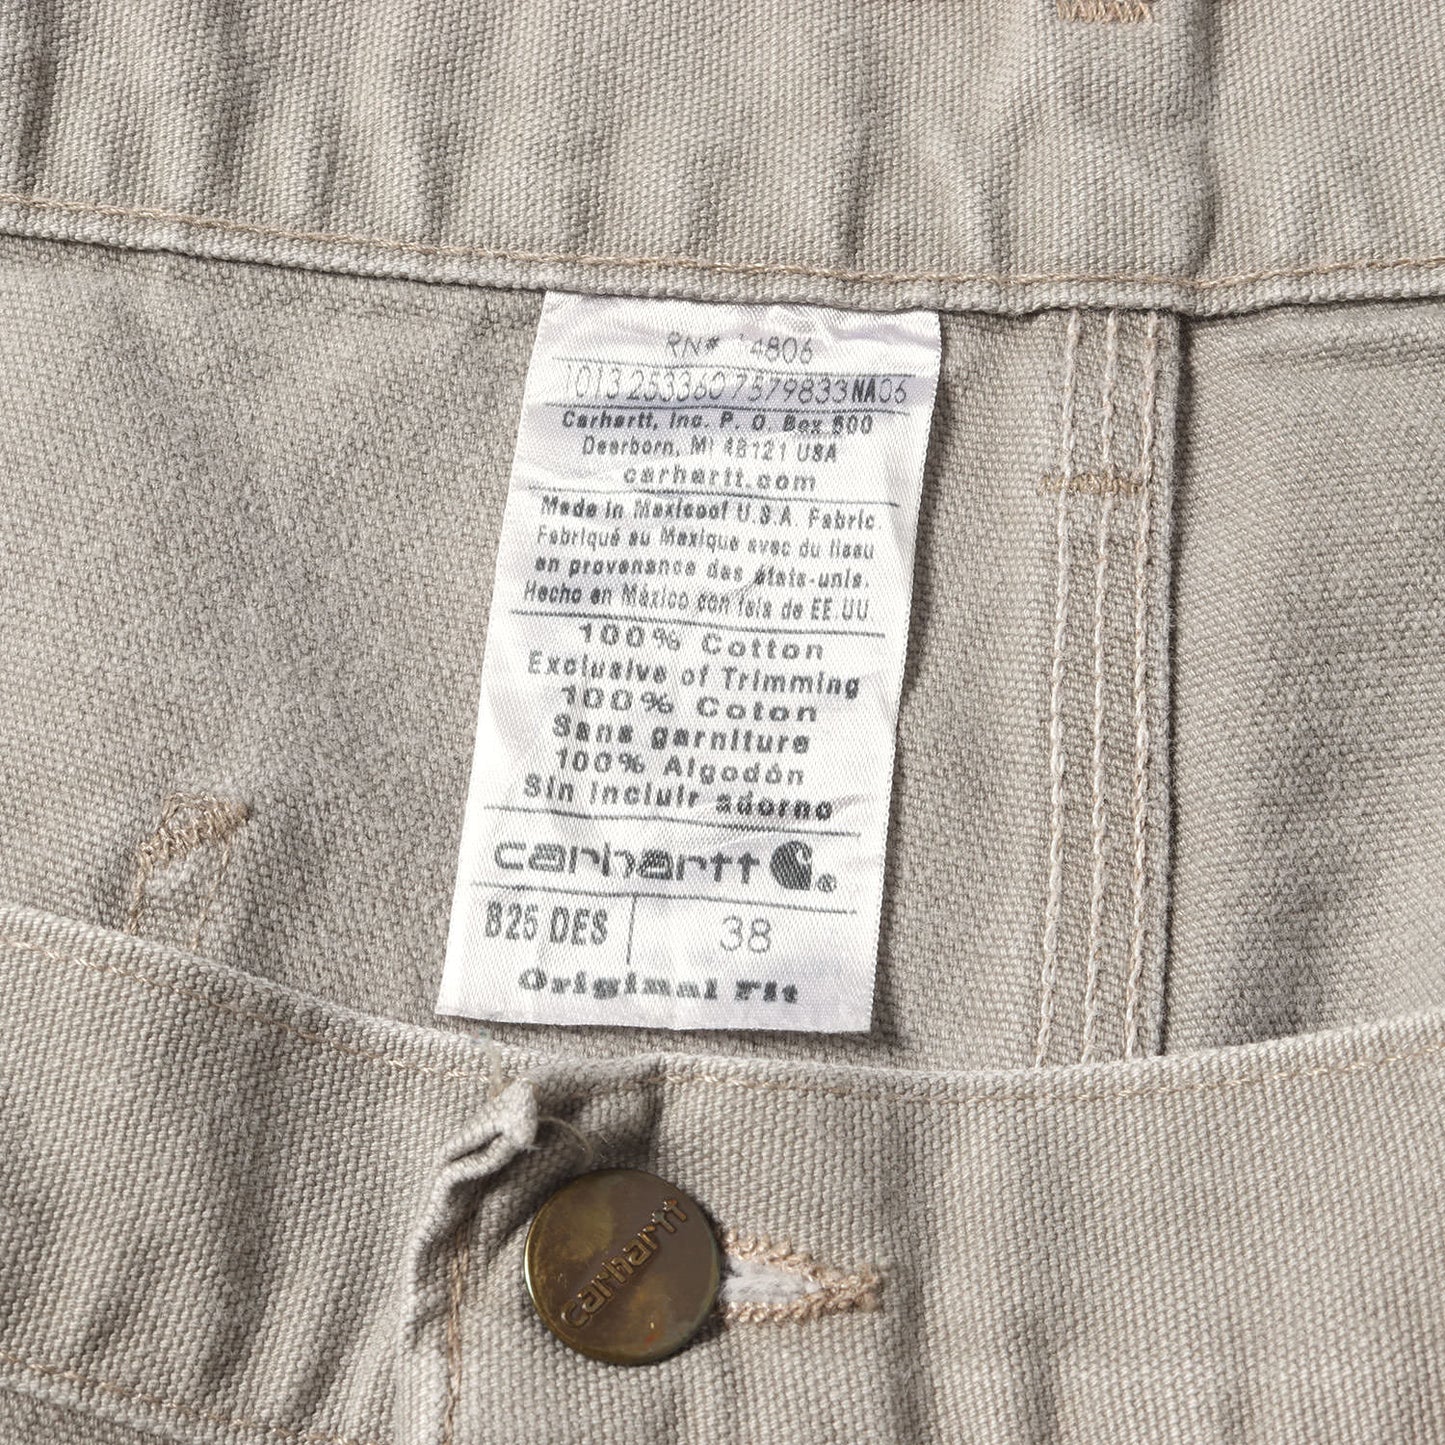 RN# 14806
1013 253360 7579833NA06
Carhartt, Inc. P. O. Box 600
Dearborn, MI 48121 USA
carhartt.com
Made in Mexicoof U.S.A. Fabric.
Fabriqué au Mexique avec du tissu
en provenance des états-unis.
Hecho en México con tela de EE.UU
100% Cotton
Exclusive of Trimming
100% Coton
Sans garniture
100% Algodón
Sin incluir adorno
carhartt ®
B25 DES 38
Original Fit
carhartt